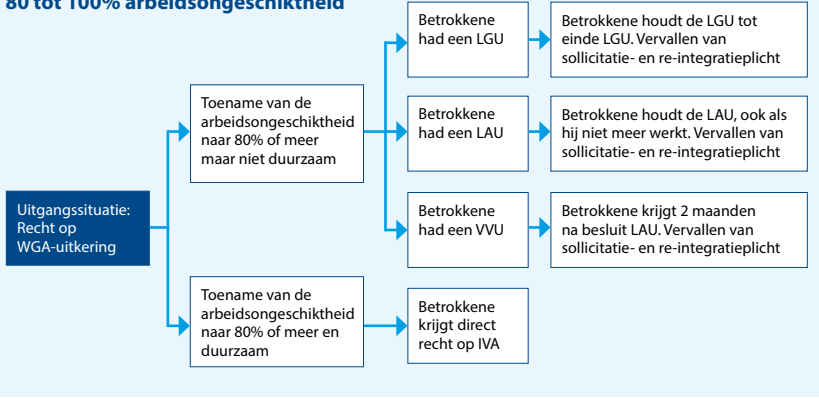 80 tot 100% arbeidsongeschiktheid
Uitgangssituatie:
Recht op
WGA-uitkering
Toename van de
arbeidsongeschiktheid
naar 80% of meer
maar niet duurzaam
Betrokkene
had een LGU
Betrokkene houdt de LGU tot
einde LGU. Vervallen van
sollicitatie- en re-integratieplicht
Betrokkene
had een LAU
Betrokkene houdt de LAU, ook als
hij niet meer werkt. Vervallen van
sollicitatie- en re-integratieplicht
Betrokkene
had een VVU
Betrokkene krijgt 2 maanden
na besluit LAU. Vervallen van
sollicitatie- en re-integratieplicht
Toename van de
arbeidsongeschiktheid
naar 80% of meer en
duurzaam
Betrokkene
krijgt direct
recht op IVA